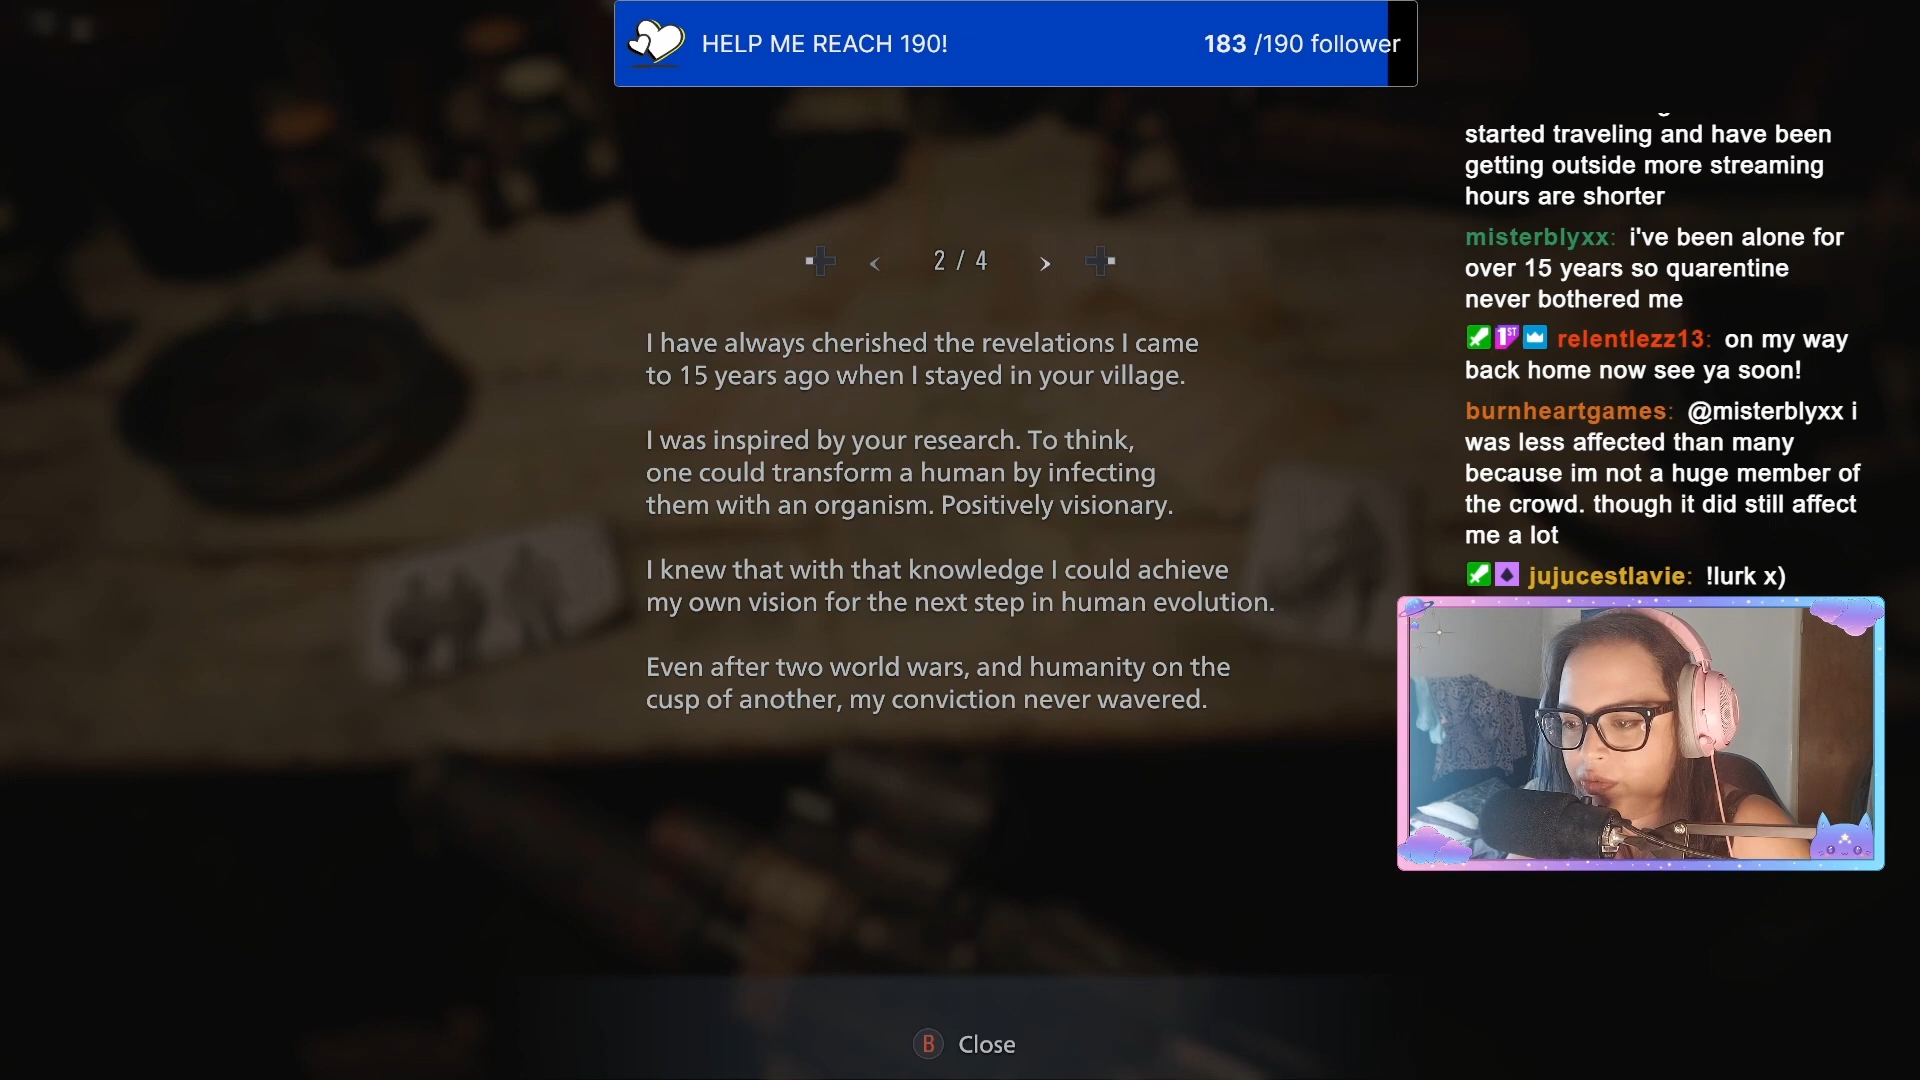 HELP ME REACH 190!
183 /190 follower
2 / 4
I have always cherished the revelations I came
to 15 years ago when I stayed in your village.
I was inspired by your research. To think,
one could transform a human by infecting
them with an organism. Positively visionary.
I knew that with that knowledge I could achieve
my own vision for the next step in human evolution.
Even after two world wars, and humanity on the
cusp of another, my conviction never wavered.
B Close
started traveling and have been
getting outside more streaming
hours are shorter
misterblyxx: i've been alone for
over 15 years so quarentine
never bothered me
1ST relentlezz13: on my way
back home now see ya soon!
burnheartgames: @misterblyxx i
was less affected than many
because im not a huge member of
the crowd. though it did still affect
me a lot
jujucestlavie: !lurk x)